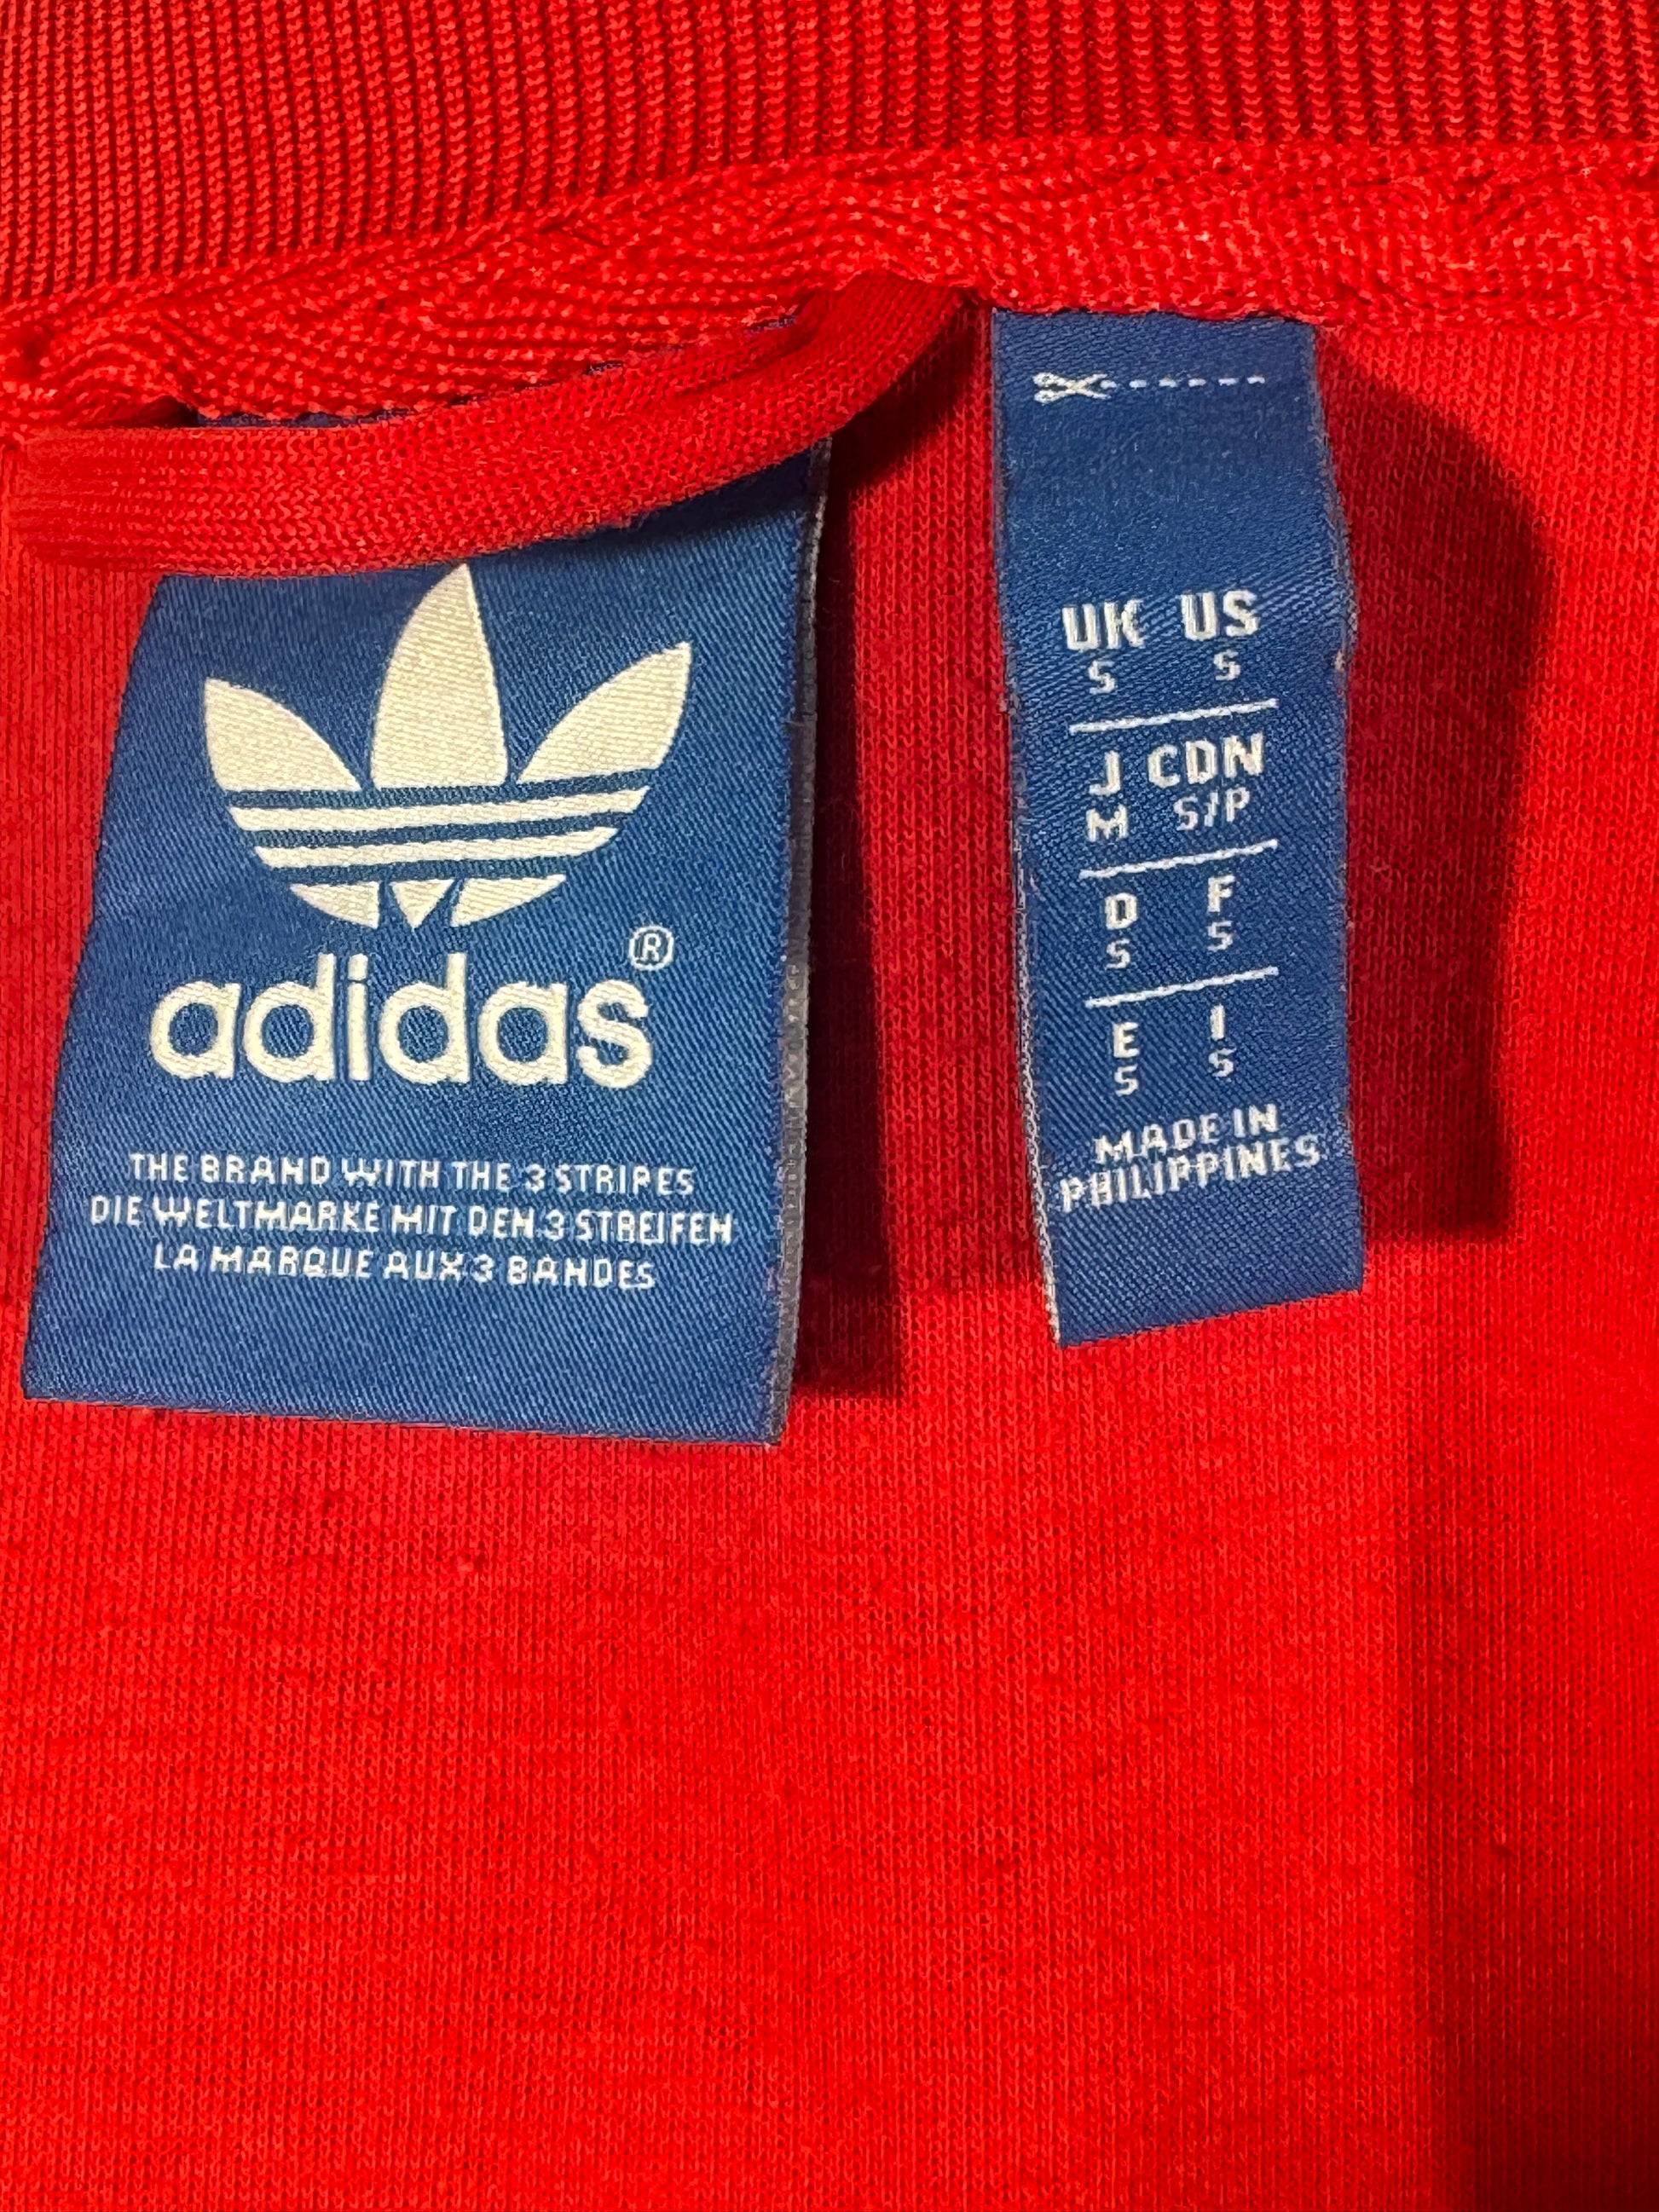 adidas®
THE BRAND WITH THE 3 STRIPES
DIE WELTMARKE MIT DEN 3 STREIFEN
LA MARQUE AUX 3 BANDES
UK US
S S
J CDN
M S/P
D F
S S
E I
S S
MADE IN
PHILIPPINES